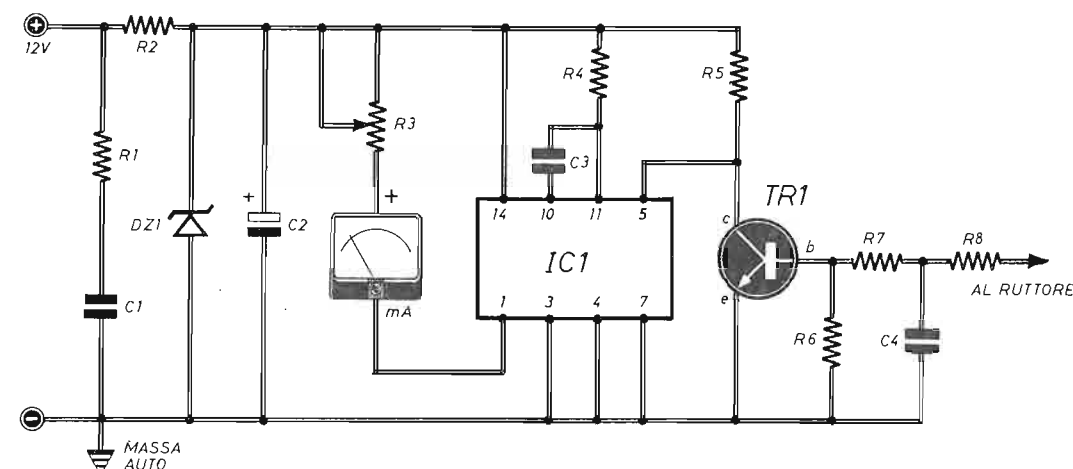 +
12V
R2
R1
C1
DZ1
+
C2
R3
+
mA
R4
C3
R5
14
10
11
5
IC1
1
3
4
7
TR1
c
b
e
R7
R8
AL RUTTORE
R6
C4
-
MASSA
AUTO